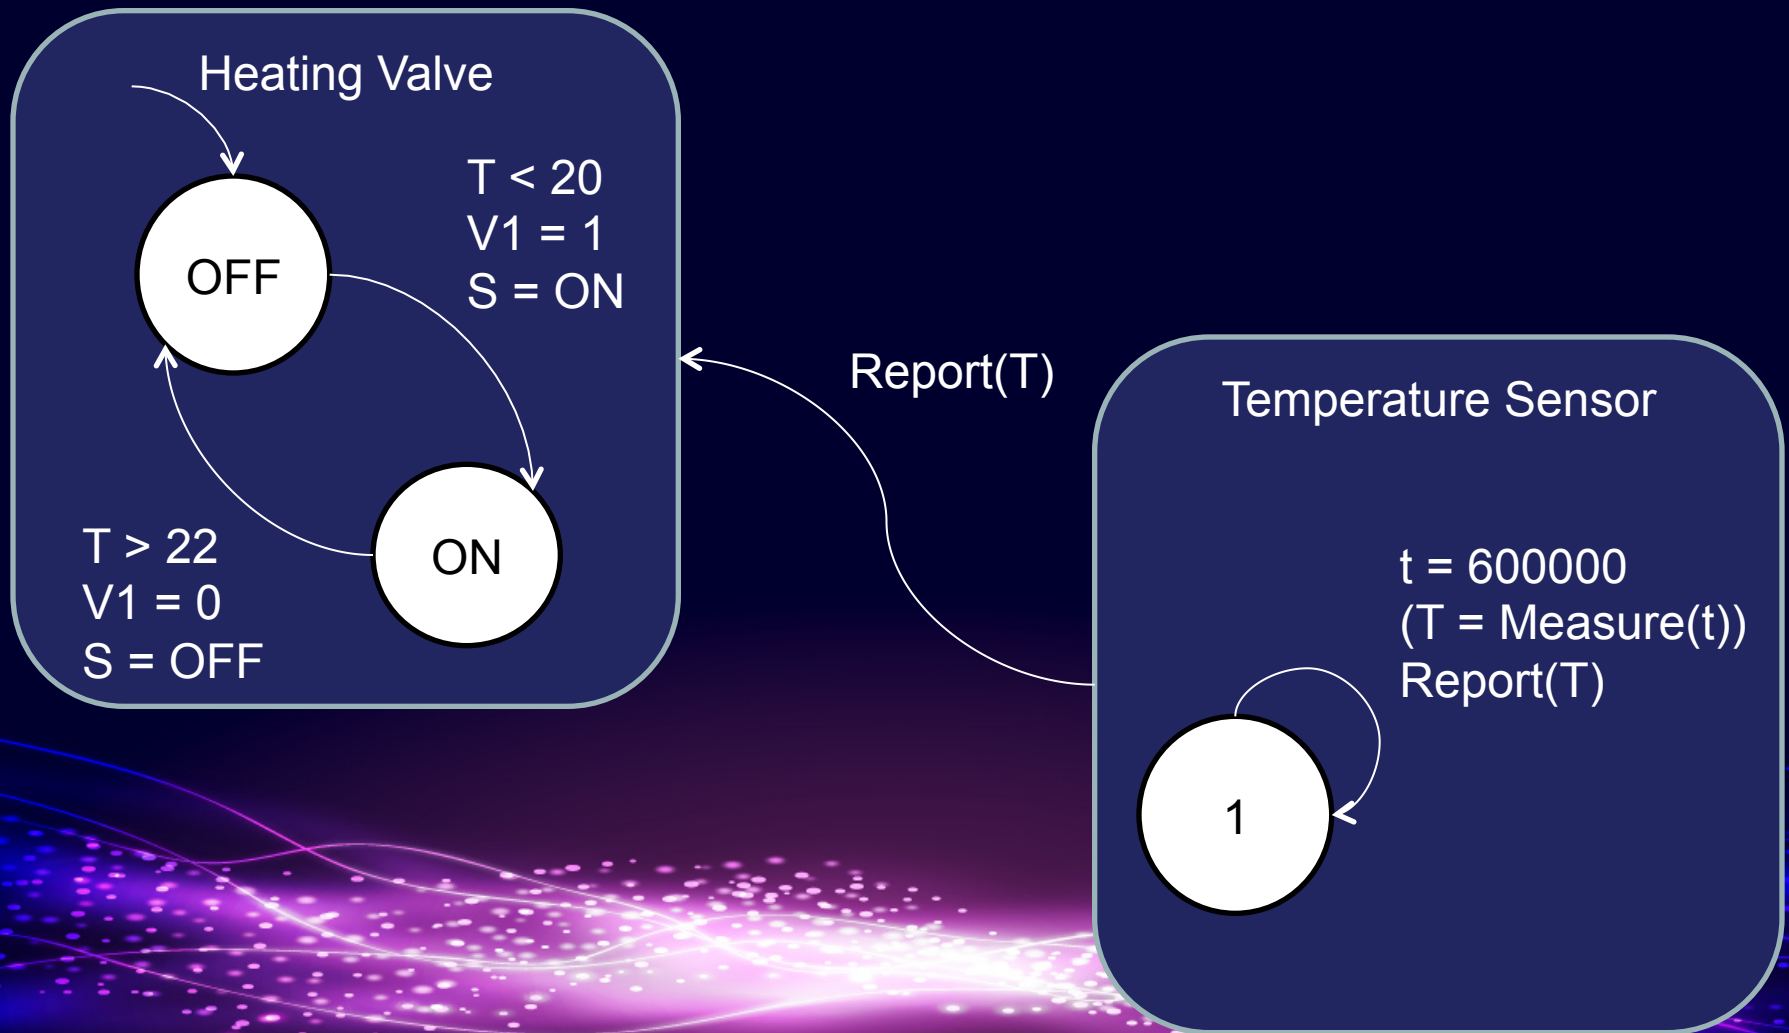 Heating Valve
T < 20
V1 = 1
S = ON
OFF
T > 22
V1 = 0
S = OFF
ON
Report(T)
Temperature Sensor
t = 600000
(T = Measure(t))
Report(T)
1